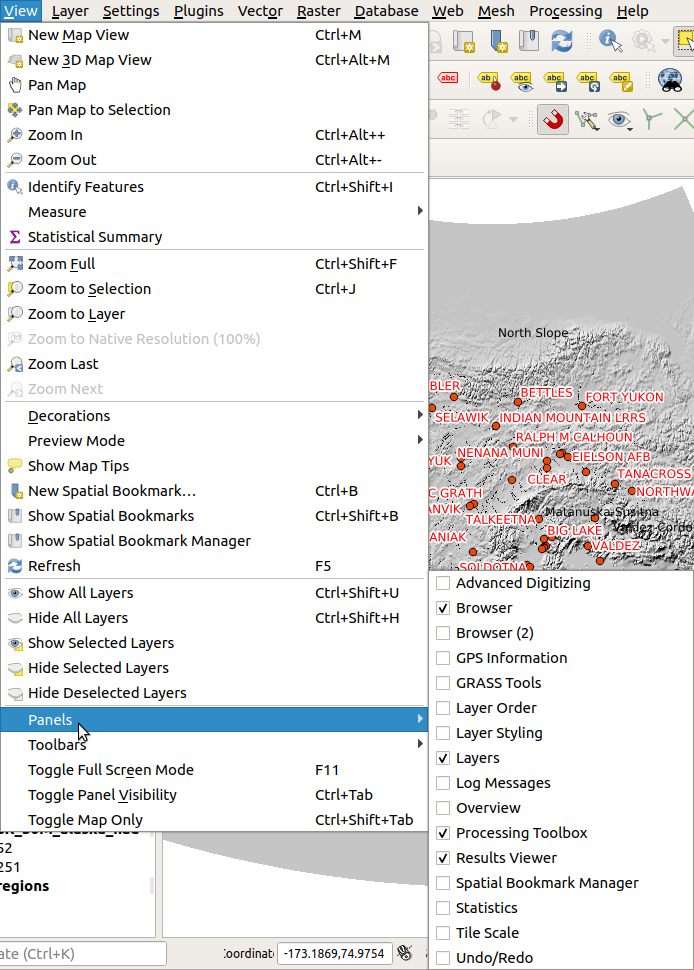 View Layer Settings Plugins Vector Raster Database Web Mesh Processing Help
New Map View Ctrl+M
New 3D Map View Ctrl+Alt+M
Pan Map
Pan Map to Selection
Zoom In Ctrl+Alt++
Zoom Out Ctrl+Alt+-
Identify Features Ctrl+Shift+I
Measure
Statistical Summary
Zoom Full Ctrl+Shift+F
Zoom to Selection Ctrl+J
Zoom to Layer
Zoom to Native Resolution (100%)
Zoom Last
Zoom Next
Decorations
Preview Mode
Show Map Tips
New Spatial Bookmark... Ctrl+B
Show Spatial Bookmarks Ctrl+Shift+B
Show Spatial Bookmark Manager
Refresh F5
Show All Layers Ctrl+Shift+U
Hide All Layers Ctrl+Shift+H
Show Selected Layers
Hide Selected Layers
Hide Deselected Layers
Panels
Toolbars
Toggle Full Screen Mode F11
Toggle Panel Visibility Ctrl+Tab
Toggle Map Only Ctrl+Shift+Tab
abc ab abc abc abc abc
North Slope
BLER BETTLES FORT YUKON
SELAWIK INDIAN MOUNTAIN LRRS
RALPH M CALHOUN
YUK NENANA MUNI EIELSON AFB
CLEAR TANACROSS
C GRATH NORTHWA
ANVIK Matanuska-Susitna
TALKEETNA Valdez-Cordo
ANIAK BIG LAKE
VALDEZ
SOLDOTNA
Advanced Digitizing
Browser
Browser (2)
GPS Information
GRASS Tools
Layer Order
Layer Styling
Layers
Log Messages
Overview
Processing Toolbox
Results Viewer
Spatial Bookmark Manager
Statistics
Tile Scale
Undo/Redo
52
251
regions
ate (Ctrl+K) Coordinat -173.1869,74.9754